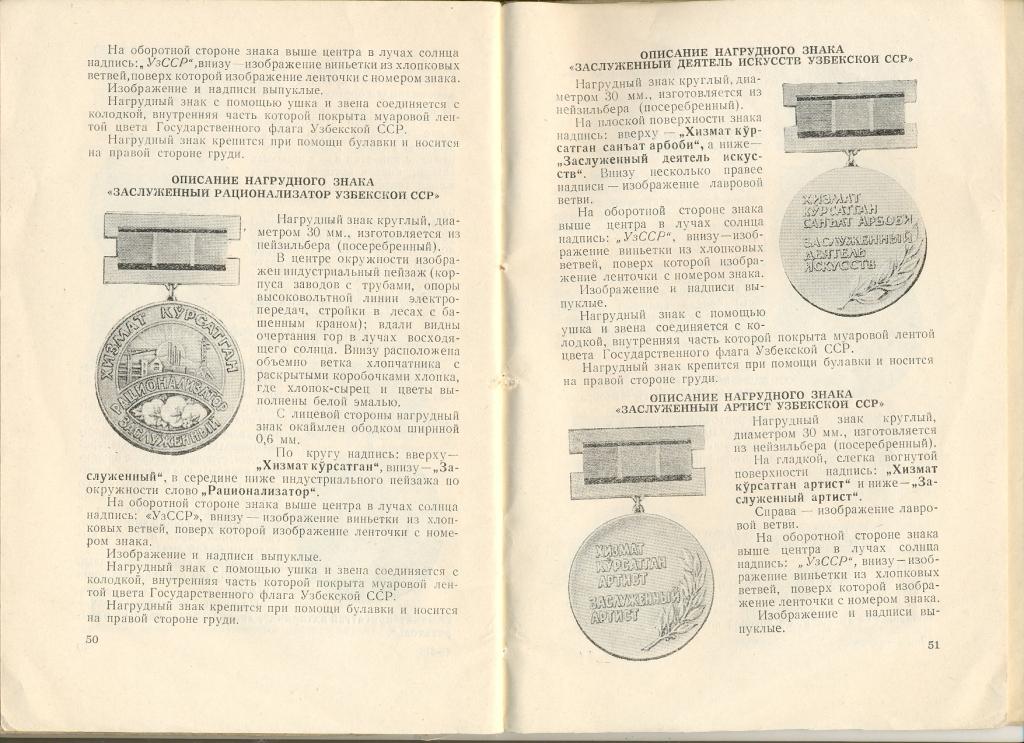 На оборотной стороне знака выше центра в лучах солнца
надпись: „УзССР“, внизу—изображение виньетки из хлопковых
ветвей, поверх которой изображение ленточки с номером знака.
Изображение и надписи выпуклые.
Нагрудный знак с помощью ушка и звена соединяется с
колодкой, внутренняя часть которой покрыта муаровой лен-
той цвета Государственного флага Узбекской ССР.
Нагрудный знак крепится при помощи булавки и носится
на правой стороне груди.
ОПИСАНИЕ НАГРУДНОГО ЗНАКА
«ЗАСЛУЖЕННЫЙ РАЦИОНАЛИЗАТОР УЗБЕКСКОЙ ССР»
ХИЗМАТ КЎРСАТГАН
РАЦИОНАЛИЗАТОР
ЗАСЛУЖЕННЫЙ
Нагрудный знак круглый, диа-
метром 30 мм., изготовляется из
нейзильбера (посеребренный).
В центре окружности изобра-
жен индустриальный пейзаж (кор-
пуса заводов с трубами, опоры
высоковольтной линии электро-
передач, стройки в лесах с ба-
шенным краном); вдали видны
очертания гор в лучах восходя-
щего солнца. Внизу расположена
объемно ветка хлопчатника с
раскрытыми коробочками хлопка,
где хлопок-сырец и цветы вы-
полнены белой эмалью.
С лицевой стороны нагрудный
знак окаймлен ободком шириной
0,6 мм.
По кругу надпись: вверху—
„Хизмат кўрсатган“, внизу—„За-
служенный“, в середине ниже индустриального пейзажа по
окружности слово „Рационализатор“.
На оборотной стороне знака выше центра в лучах солнца
надпись: «УзССР», внизу—изображение виньетки из хлоп-
ковых ветвей, поверх которой изображение ленточки с номе-
ром знака.
Изображение и надписи выпуклые.
Нагрудный знак с помощью ушка и звена соединяется с
колодкой, внутренняя часть которой покрыта муаровой лен-
той цвета Государственного флага Узбекской ССР.
Нагрудный знак крепится при помощи булавки и носится
на правой стороне груди.
50
ОПИСАНИЕ НАГРУДНОГО ЗНАКА
«ЗАСЛУЖЕННЫЙ ДЕЯТЕЛЬ ИСКУССТВ УЗБЕКСКОЙ ССР»
Нагрудный знак круглый, диа-
метром 30 мм., изготовляется из
нейзильбера (посеребренный).
На плоской поверхности знака
надпись: вверху — „Хизмат кўр-
сатган санъат арбоби“, а ниже—
„Заслуженный деятель искус-
ств“. Внизу несколько правее
надписи—изображение лавровой
ветви.
На оборотной стороне знака
выше центра в лучах солнца
надпись: „УзССР“, внизу—изоб-
ражение виньетки из хлопковых
ветвей, поверх которой изобра-
жение ленточки с номером знака.
Изображение и надписи вы-
пуклые.
Нагрудный знак с помощью
ушка и звена соединяется с ко-
лодкой, внутренняя часть которой покрыта муаровой лентой
цвета Государственного флага Узбекской ССР.
Нагрудный знак крепится при помощи булавки и носится
на правой стороне груди.
ХИЗМАТ
КЎРСАТГАН
САНЪАТ АРБОБИ
ЗАСЛУЖЕННЫЙ
ДЕЯТЕЛЬ
ИСКУССТВ
ОПИСАНИЕ НАГРУДНОГО ЗНАКА
«ЗАСЛУЖЕННЫЙ АРТИСТ УЗБЕКСКОЙ ССР»
ХИЗМАТ
КЎРСАТГАН
АРТИСТ
ЗАСЛУЖЕННЫЙ
АРТИСТ
Нагрудный знак круглый,
диаметром 30 мм., изготовляется
из нейзильбера (посеребренный).
На гладкой, слегка вогнутой
поверхности надпись: „Хизмат
кўрсатган артист“ и ниже—„За-
служенный артист“.
Справа — изображение лавро-
вой ветви.
На оборотной стороне знака
выше центра в лучах солнца
надпись: „УзССР“, внизу—изоб-
ражение виньетки из хлопковых
ветвей, поверх которой изобра-
жение ленточки с номером знака.
Изображение и надписи вы-
пуклые.
51